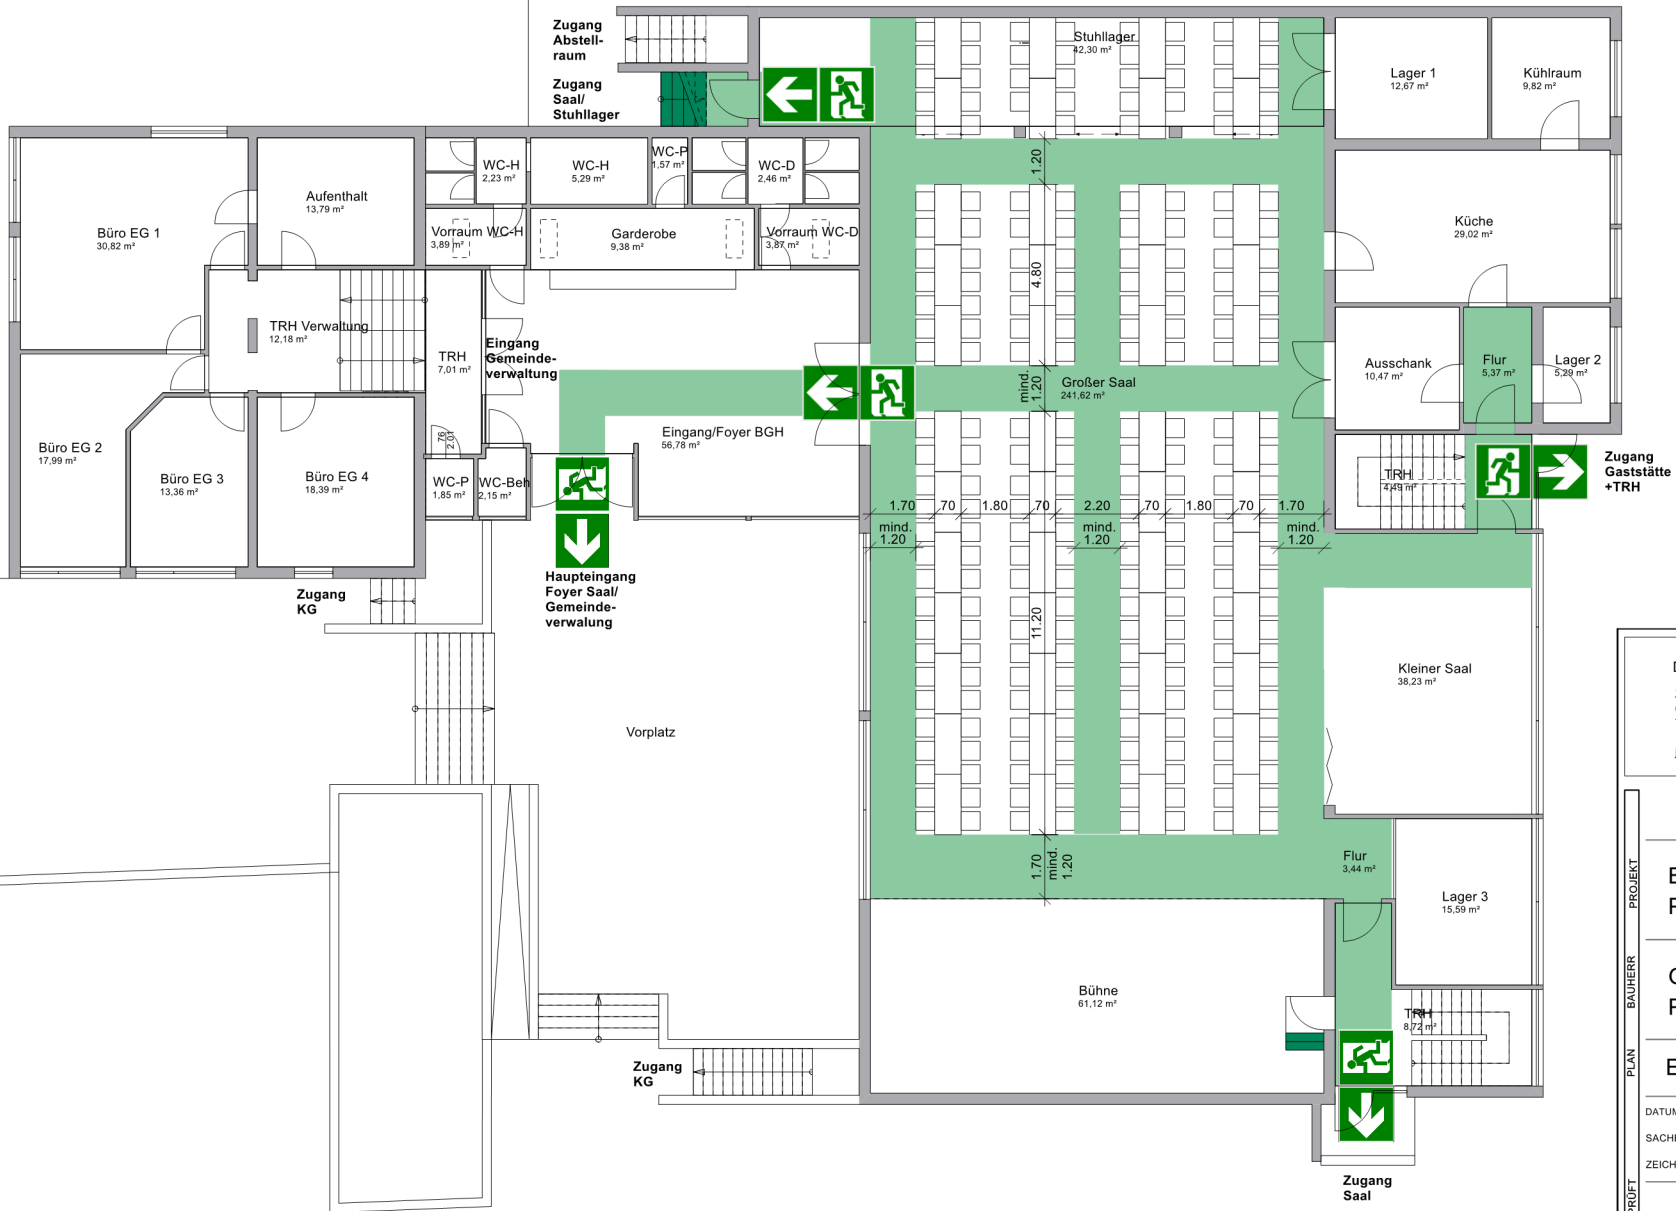 Zugang
Abstell-
raum
Zugang
Saal/
Stuhllager
Stuhllager
42,30 m²
Lager 1
12,67 m²
Kühlraum
9,82 m²
WC-H
2,23 m²
WC-H
5,29 m²
WC-P
1,57 m²
WC-D
2,46 m²
Aufenthalt
13,79 m²
Büro EG 1
30,82 m²
Vorraum WC-H
3,89 m²
Garderobe
9,38 m²
Vorraum WC-D
3,87 m²
Küche
29,02 m²
1.20
4.80
TRH Verwaltung
12,18 m²
TRH
7,01 m²
Eingang
Gemeinde-
verwaltung
mind.
1.20
Großer Saal
241,62 m²
Ausschank
10,47 m²
Flur
5,37 m²
Lager 2
5,29 m²
Büro EG 2
17,99 m²
Büro EG 3
13,36 m²
Büro EG 4
18,39 m²
76
2.01
WC-P
1,85 m²
WC-Beh
2,15 m²
Eingang/Foyer BGH
56,78 m²
TRH
4,49 m²
Zugang
Gaststätte
+TRH
1.70 70 1.80 70 2.20 70 1.80 70 1.70
mind.
1.20
mind.
1.20
mind.
1.20
Haupteingang
Foyer Saal/
Gemeinde-
verwalung
Zugang
KG
11.20
Kleiner Saal
38,23 m²
Vorplatz
1.70
mind.
1.20
Flur
3,44 m²
Lager 3
15,59 m²
Bühne
61,12 m²
TRH
8,72 m²
Zugang
KG
Zugang
Saal
PROJEKT
BAUHERR
PLAN
DATUM
SACHB
ZEICH
PRÜFT